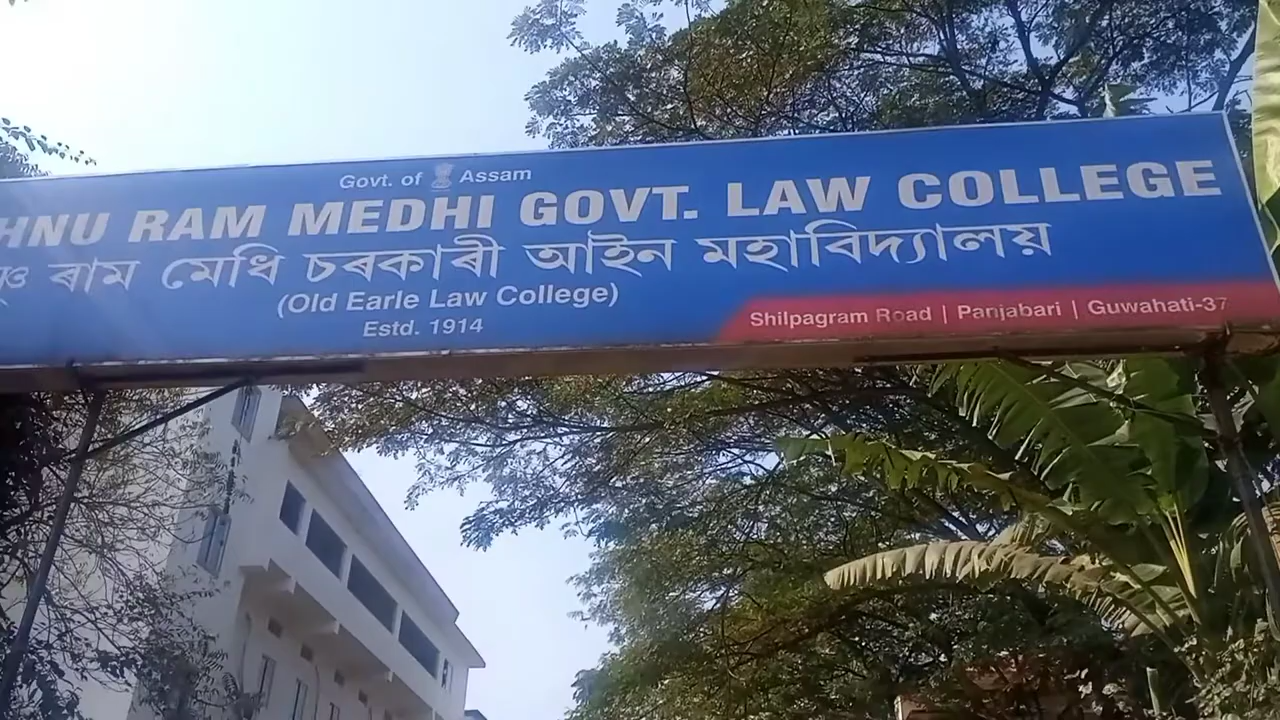 Govt. of Assam
HNU RAM MEDHI GOVT. LAW COLLEGE
ৰাম মেধি চৰকাৰী আইন মহাবিদ্যালয়
(Old Earle Law College)
Estd. 1914
Shilpagram Road | Panjabari | Guwahati-37